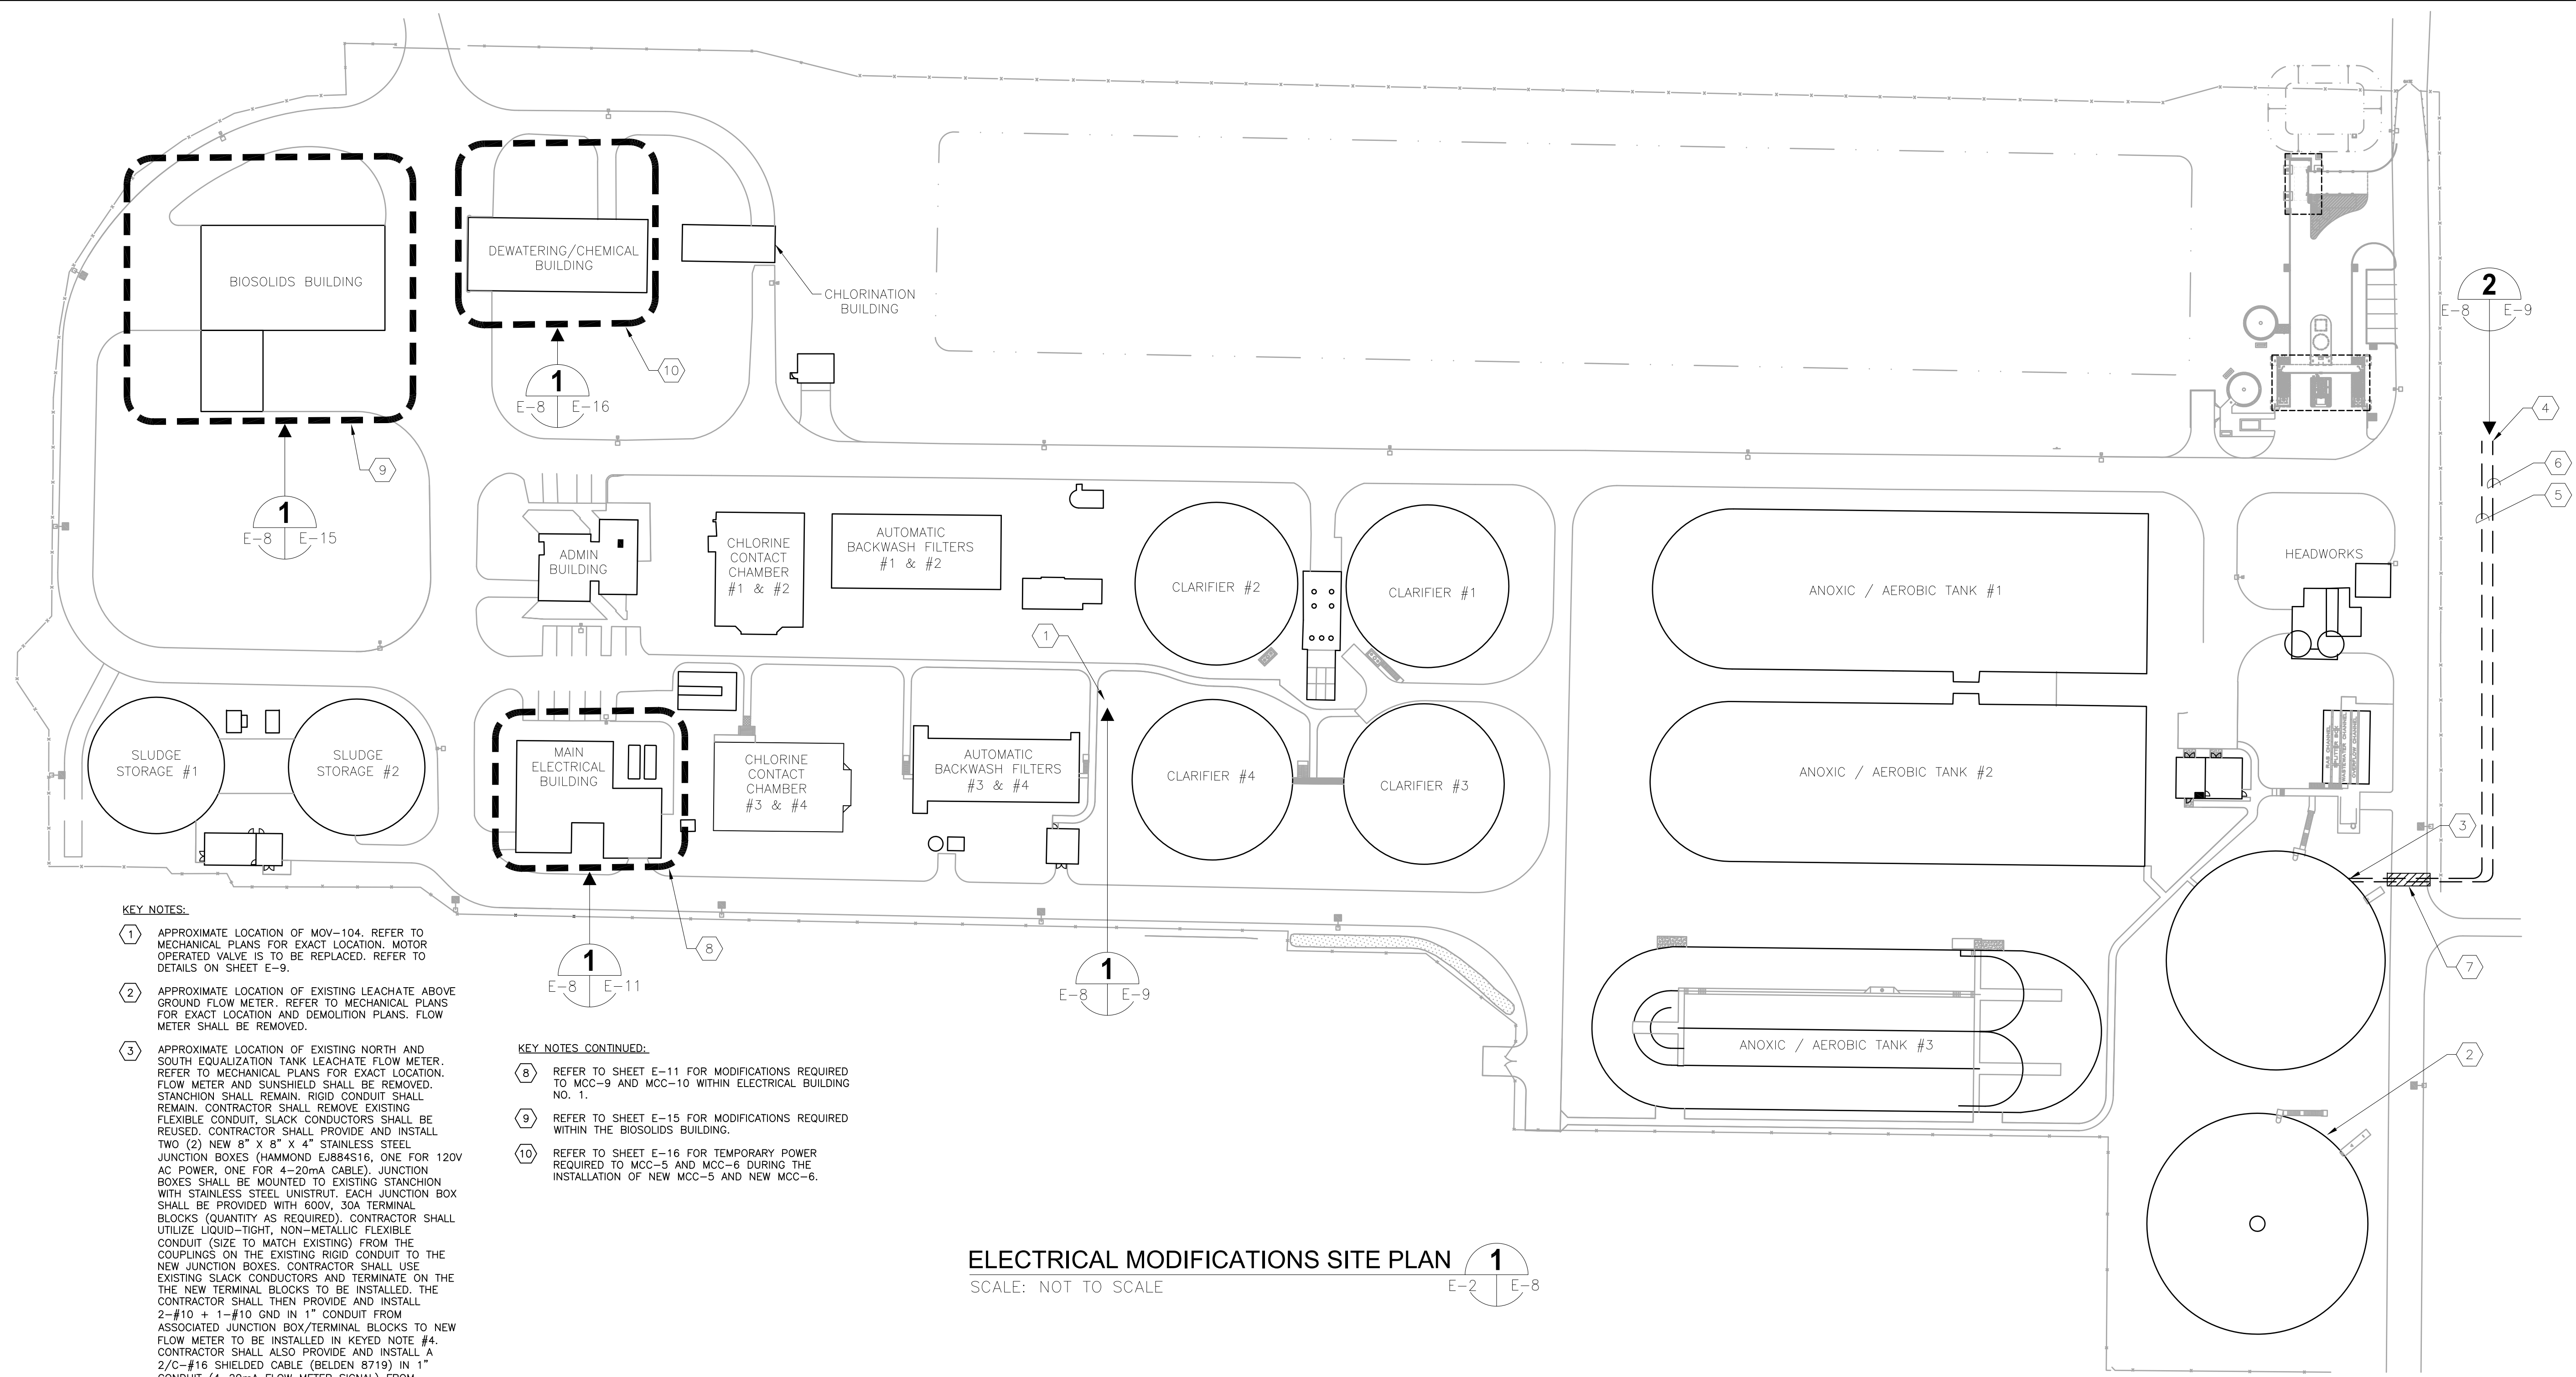 BIOSOLIDS BUILDING
DEWATERING/CHEMICAL
BUILDING
CHLORINATION
BUILDING
2
E-8 E-9
10
1
E-8 E-16
4
9
6
5
1
E-8 E-15
ADMIN
BUILDING
CHLORINE
CONTACT
CHAMBER
#1 & #2
AUTOMATIC
BACKWASH FILTERS
#1 & #2
CLARIFIER #2
CLARIFIER #1
ANOXIC / AEROBIC TANK #1
HEADWORKS
1
SLUDGE
STORAGE #1
SLUDGE
STORAGE #2
MAIN
ELECTRICAL
BUILDING
CHLORINE
CONTACT
CHAMBER
#3 & #4
AUTOMATIC
BACKWASH FILTERS
#3 & #4
CLARIFIER #4
CLARIFIER #3
ANOXIC / AEROBIC TANK #2
RAS CHANNEL
SPLITTER BOX
WASTEWATER CHANNEL
OVERFLOW CHANNEL
3
8
7
1
E-8 E-11
1
E-8 E-9
ANOXIC / AEROBIC TANK #3
2
KEY NOTES:
1 APPROXIMATE LOCATION OF MOV-104. REFER TO
MECHANICAL PLANS FOR EXACT LOCATION. MOTOR
OPERATED VALVE IS TO BE REPLACED. REFER TO
DETAILS ON SHEET E-9.
2 APPROXIMATE LOCATION OF EXISTING LEACHATE ABOVE
GROUND FLOW METER. REFER TO MECHANICAL PLANS
FOR EXACT LOCATION AND DEMOLITION PLANS. FLOW
METER SHALL BE REMOVED.
3 APPROXIMATE LOCATION OF EXISTING NORTH AND
SOUTH EQUALIZATION TANK LEACHATE FLOW METER.
REFER TO MECHANICAL PLANS FOR EXACT LOCATION.
FLOW METER AND SUNSHIELD SHALL BE REMOVED.
STANCHION SHALL REMAIN. RIGID CONDUIT SHALL
REMAIN. CONTRACTOR SHALL REMOVE EXISTING
FLEXIBLE CONDUIT, SLACK CONDUCTORS SHALL BE
REUSED. CONTRACTOR SHALL PROVIDE AND INSTALL
TWO (2) NEW 8" X 8" X 4" STAINLESS STEEL
JUNCTION BOXES (HAMMOND EJ884S16, ONE FOR 120V
AC POWER, ONE FOR 4-20mA CABLE). JUNCTION
BOXES SHALL BE MOUNTED TO EXISTING STANCHION
WITH STAINLESS STEEL UNISTRUT. EACH JUNCTION BOX
SHALL BE PROVIDED WITH 600V, 30A TERMINAL
BLOCKS (QUANTITY AS REQUIRED). CONTRACTOR SHALL
UTILIZE LIQUID-TIGHT, NON-METALLIC FLEXIBLE
CONDUIT (SIZE TO MATCH EXISTING) FROM THE
COUPLINGS ON THE EXISTING RIGID CONDUIT TO THE
NEW JUNCTION BOXES. CONTRACTOR SHALL USE
EXISTING SLACK CONDUCTORS AND TERMINATE ON THE
THE NEW TERMINAL BLOCKS TO BE INSTALLED. THE
CONTRACTOR SHALL THEN PROVIDE AND INSTALL
2-#10 + 1-#10 GND IN 1" CONDUIT FROM
ASSOCIATED JUNCTION BOX/TERMINAL BLOCKS TO NEW
FLOW METER TO BE INSTALLED IN KEYED NOTE #4.
CONTRACTOR SHALL ALSO PROVIDE AND INSTALL A
2/C-#16 SHIELDED CABLE (BELDEN 8719) IN 1"
CONDUIT (4-20mA FLOW METER SIGNAL) FROM
KEY NOTES CONTINUED:
8 REFER TO SHEET E-11 FOR MODIFICATIONS REQUIRED
TO MCC-9 AND MCC-10 WITHIN ELECTRICAL BUILDING
NO. 1.
9 REFER TO SHEET E-15 FOR MODIFICATIONS REQUIRED
WITHIN THE BIOSOLIDS BUILDING.
10 REFER TO SHEET E-16 FOR TEMPORARY POWER
REQUIRED TO MCC-5 AND MCC-6 DURING THE
INSTALLATION OF NEW MCC-5 AND NEW MCC-6.
ELECTRICAL MODIFICATIONS SITE PLAN 1
SCALE: NOT TO SCALE E-2 E-8